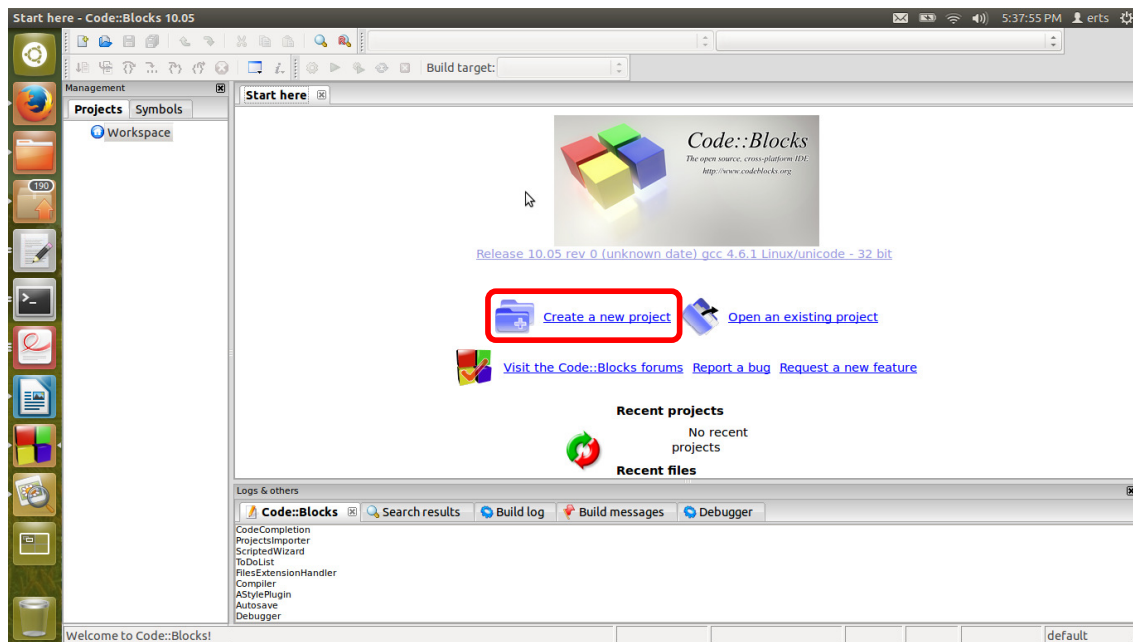 Start here - Code::Blocks 10.05
5:37:55 PM erts
Build target:
Management
Projects Symbols
Workspace
190
Start here
Code::Blocks
The open source, cross-platform IDE
http://www.codeblocks.org
Release 10.05 rev 0 (unknown date) gcc 4.6.1 Linux/unicode - 32 bit
Create a new project Open an existing project
Visit the Code::Blocks forums Report a bug Request a new feature
Recent projects
No recent
projects
Recent files
Logs & others
Code::Blocks Search results Build log Build messages Debugger
CodeCompletion
ProjectsImporter
ScriptedWizard
ToDoList
FilesExtensionHandler
Compiler
AStylePlugin
Autosave
Debugger
Welcome to Code::Blocks! default